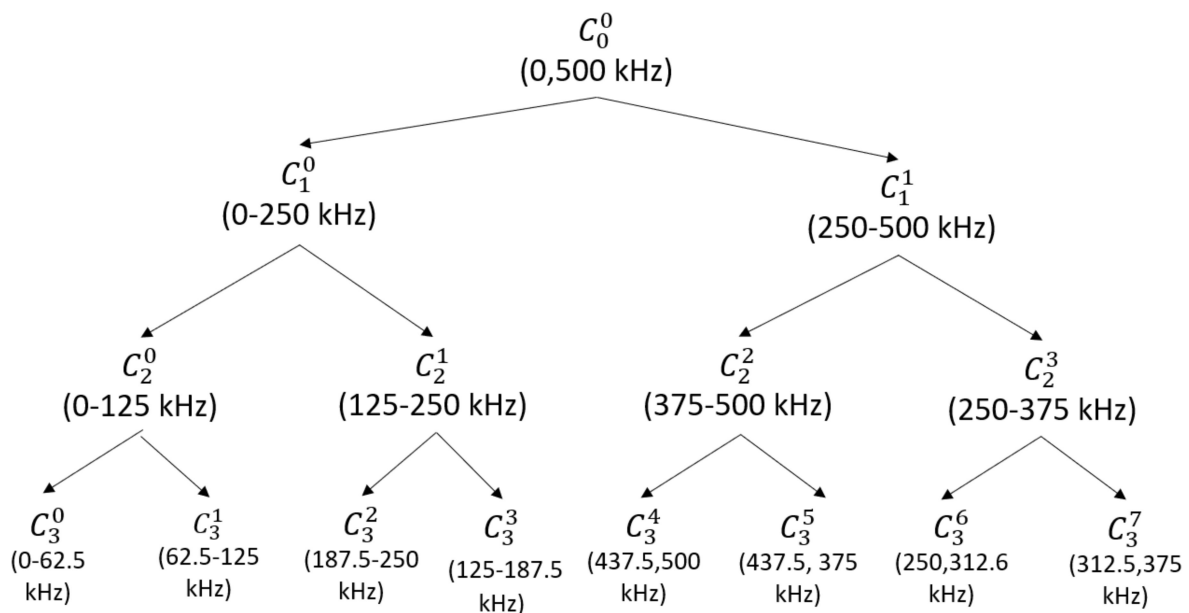 C_0^0
(0,500 kHz)
C_1^0
(0-250 kHz)
C_1^1
(250-500 kHz)
C_2^0
(0-125 kHz)
C_2^1
(125-250 kHz)
C_2^2
(375-500 kHz)
C_2^3
(250-375 kHz)
C_3^0
(0-62.5
kHz)
C_3^1
(62.5-125
kHz)
C_3^2
(187.5-250
kHz)
C_3^3
(125-187.5
kHz)
C_3^4
(437.5,500
kHz)
C_3^5
(437.5, 375
kHz)
C_3^6
(250,312.6
kHz)
C_3^7
(312.5,375
kHz)